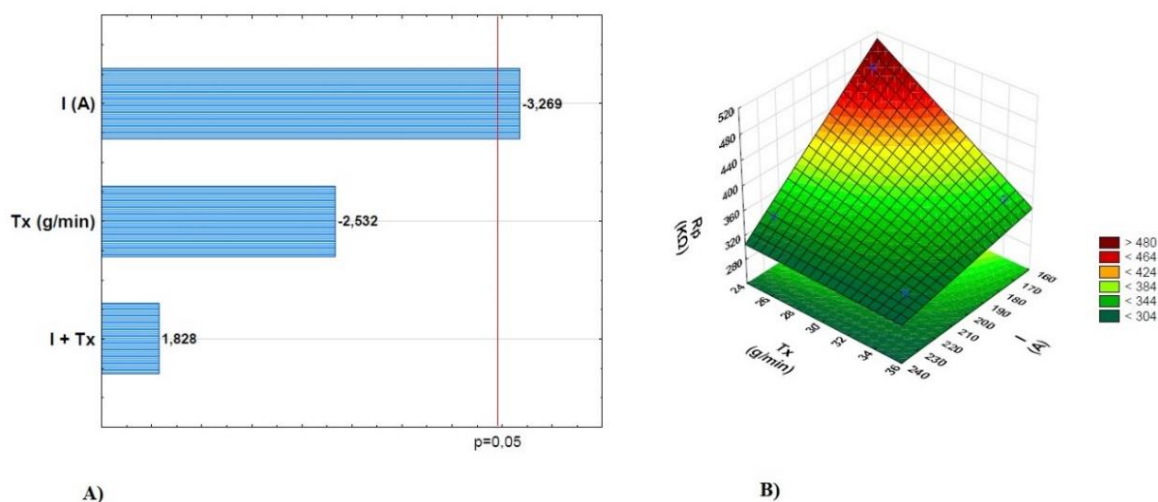 I (A)
-3,269
Tx (g/min)
-2,532
I + Tx
1,828
p=0,05
A)
520
480
440
400
360
320
280
Rp
(KΩ)
24
26
28
30
32
34
36
Tx
(g/min)
160
170
180
190
200
210
220
230
240
I
(A)
> 480
< 464
< 424
< 384
< 344
< 304
B)